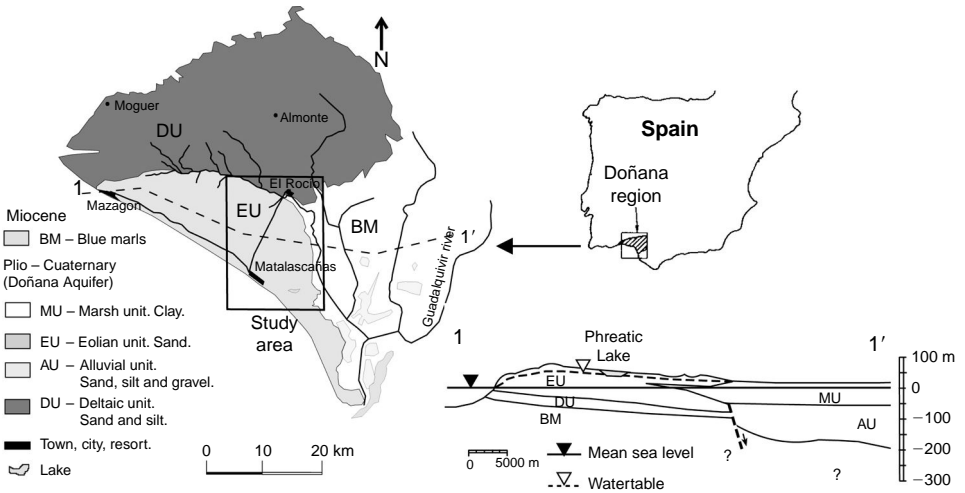 N
Moguer
Almonte
DU
El Rocio
1
EU
Mazagon
BM
1′
Matalascañas
Guadalquivir river
Study
area
Miocene
BM – Blue marls
Plio – Cuaternary
(Doñana Aquifer)
MU – Marsh unit. Clay.
EU – Eolian unit. Sand.
AU – Alluvial unit.
Sand, silt and gravel.
DU – Deltaic unit.
Sand and silt.
Town, city, resort.
Lake
0 10 20 km
Spain
Doñana
region
1
Phreatic
Lake
1′
100 m
0
−100
−200
−300
EU
DU
BM
MU
AU
?
?
0 5000 m
Mean sea level
Watertable